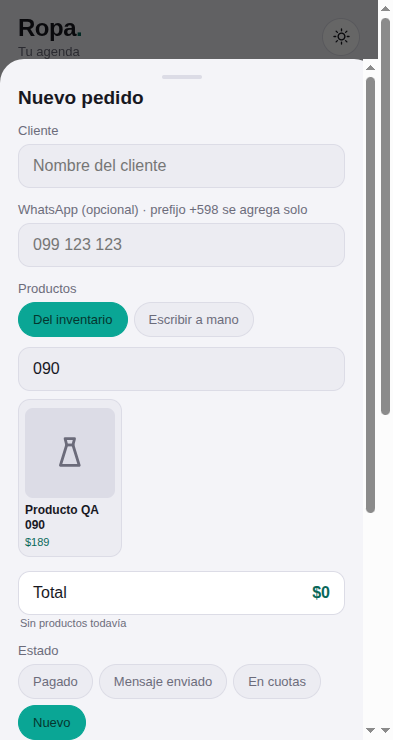 Ropa.
Tu agenda
Nuevo pedido
Cliente
Nombre del cliente
WhatsApp (opcional) · prefijo +598 se agrega solo
099 123 123
Productos
Del inventario
Escribir a mano
090
Producto QA
090
$189
Total $0
Sin productos todavía
Estado
Pagado
Mensaje enviado
En cuotas
Nuevo